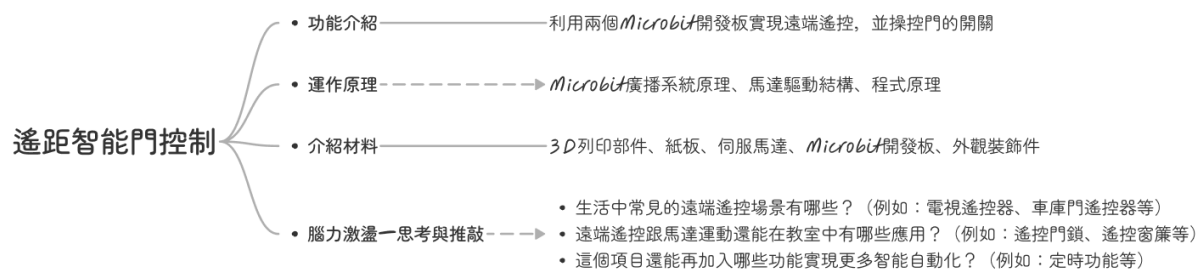 遙距智能門控制
• 功能介紹
利用兩個Microbit開發板實現遠端遙控，並操控門的開關
• 運作原理
Microbit廣播系統原理、馬達驅動結構、程式原理
• 介紹材料
3D列印部件、紙板、伺服馬達、Microbit開發板、外觀裝飾件
• 腦力激盪—思考與推敲
• 生活中常見的遠端遙控場景有哪些？（例如：電視遙控器、車庫門遙控器等）
• 遠端遙控跟馬達運動還能在教室中有哪些應用？（例如：遙控門鎖、遙控窗簾等）
• 這個項目還能再加入哪些功能實現更多智能自動化？（例如：定時功能等）